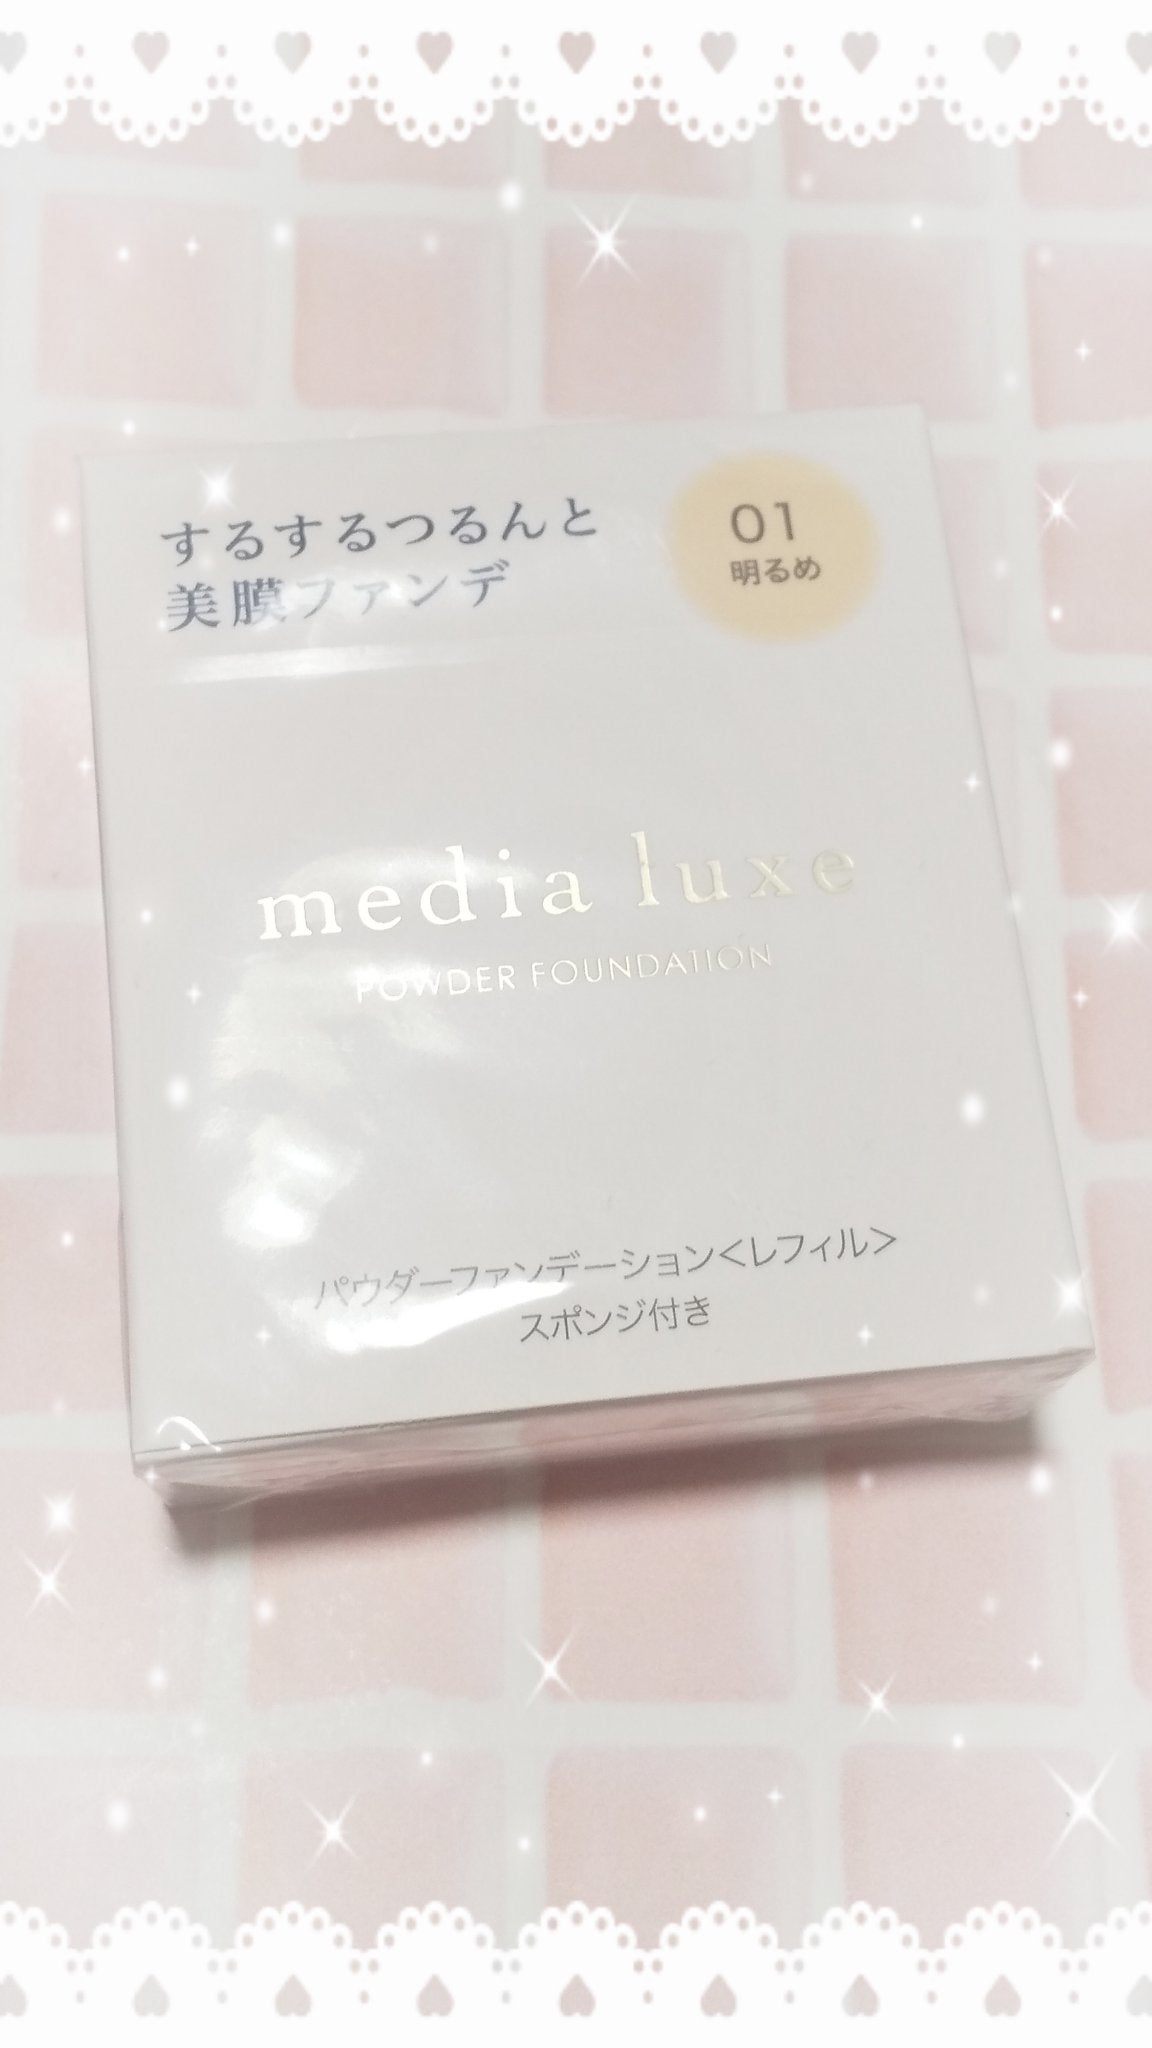 するするつるんと
美膜ファンデ
01
明るめ
media luxe
POWDER FOUNDATION
パウダーファンデーション<レフィル>
スポンジ付き